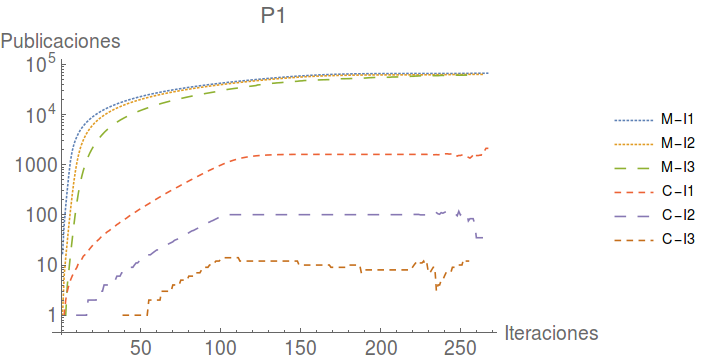 P1
Publicaciones
10^5
10^4
1000
100
10
1
50
100
150
200
250
Iteraciones
M-I1
M-I2
M-I3
C-I1
C-I2
C-I3